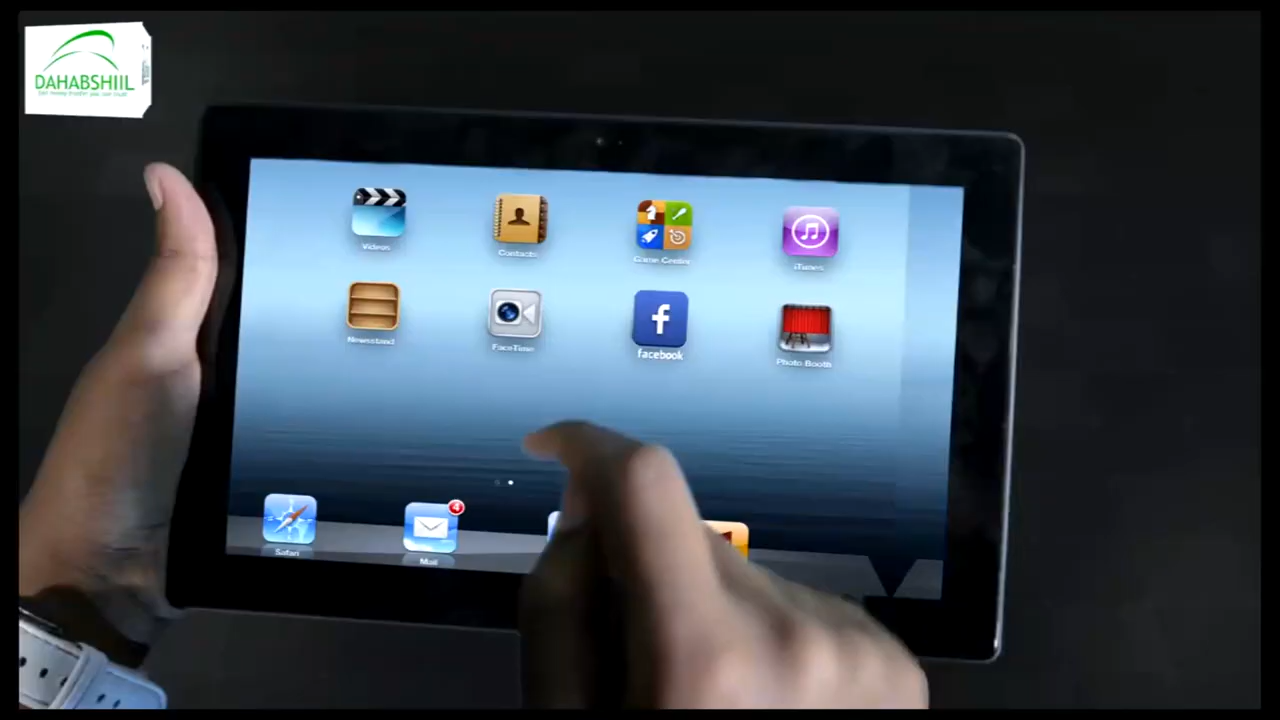 DAHABSHIIL
Videos
Contacts
Game Center
iTunes
Newsstand
FaceTime
facebook
Photo Booth
4
Safari
Mail